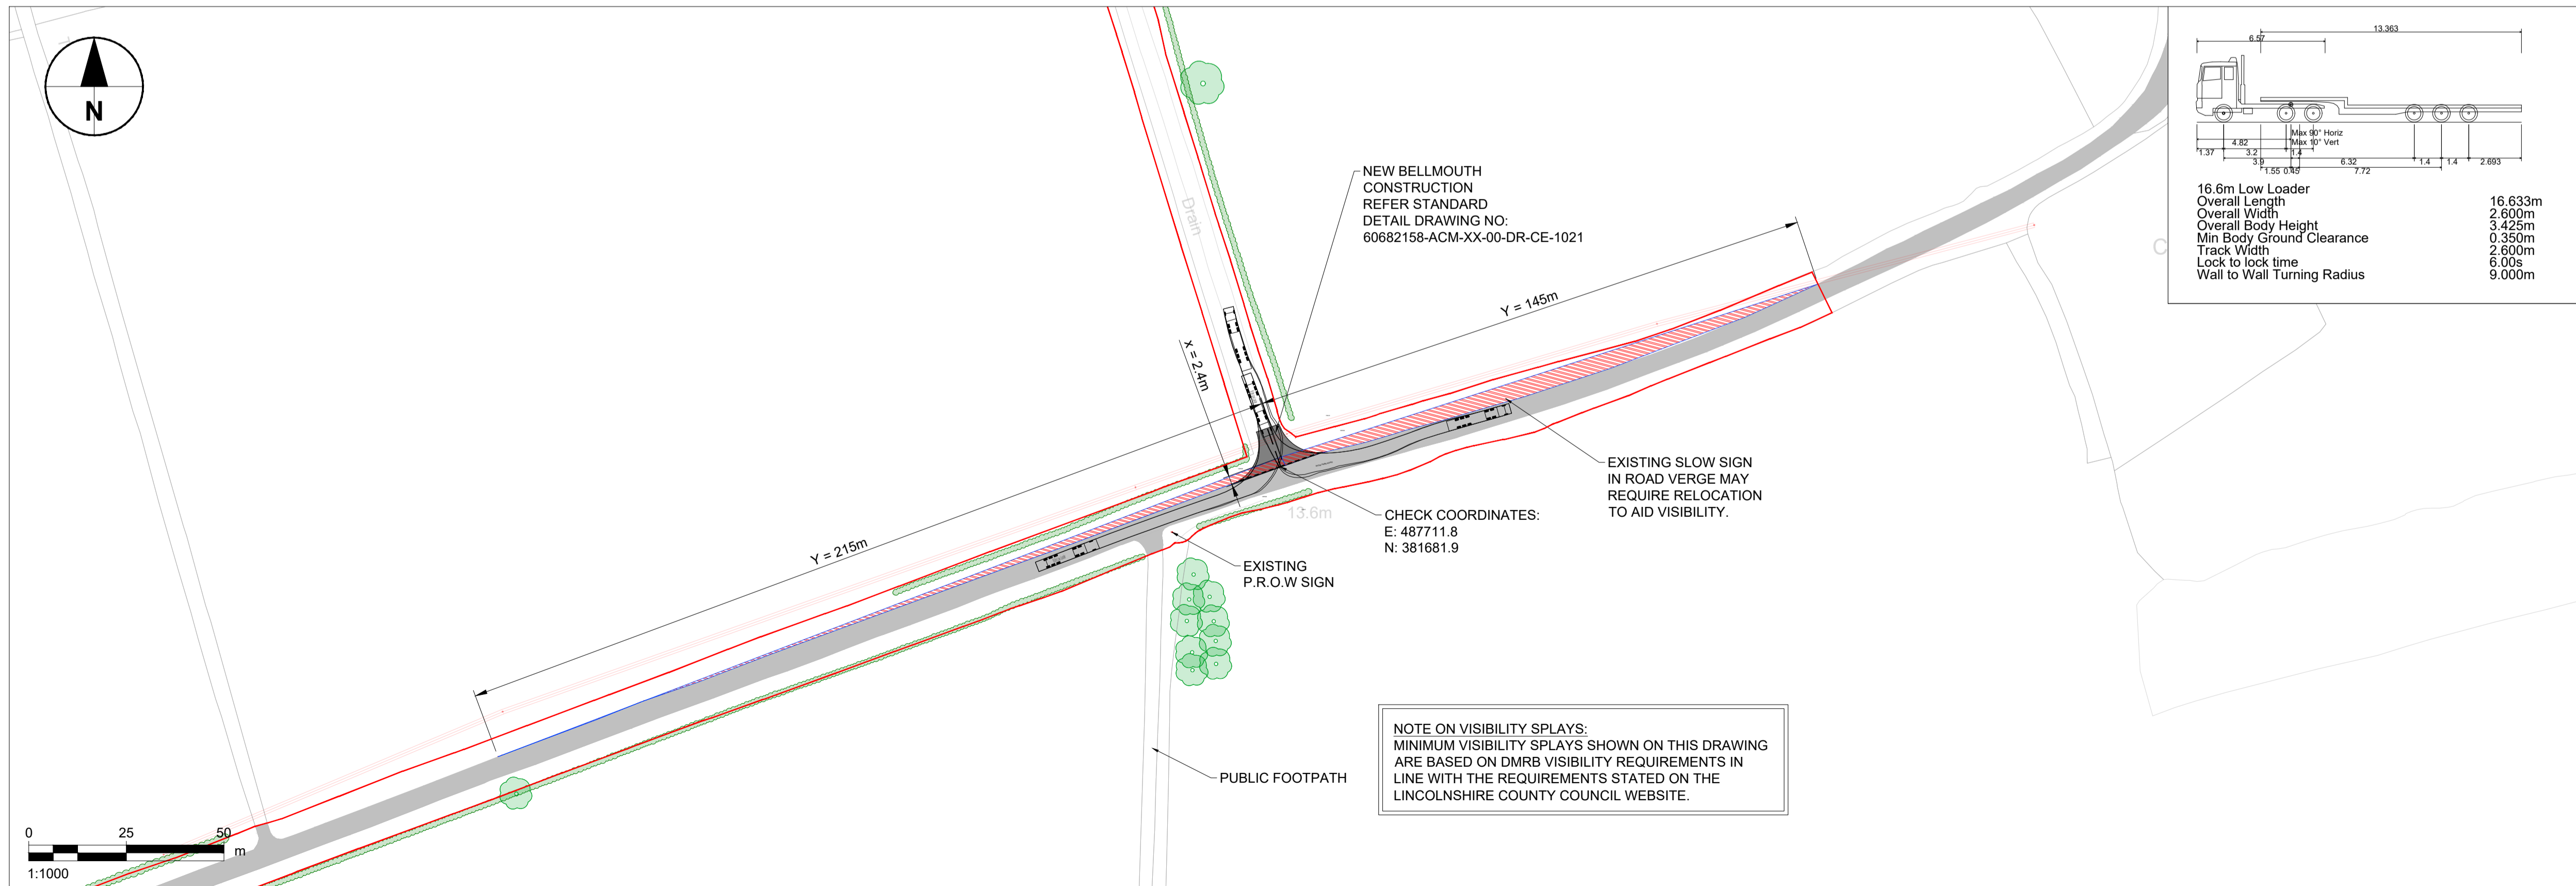 N
Drain
NEW BELLMOUTH
CONSTRUCTION
REFER STANDARD
DETAIL DRAWING NO:
60682158-ACM-XX-00-DR-CE-1021
Y = 145m
x = 2.4m
Y = 215m
EXISTING SLOW SIGN
IN ROAD VERGE MAY
REQUIRE RELOCATION
TO AID VISIBILITY.
13.6m
CHECK COORDINATES:
E: 487711.8
N: 381681.9
EXISTING
P.R.O.W SIGN
PUBLIC FOOTPATH
NOTE ON VISIBILITY SPLAYS:
MINIMUM VISIBILITY SPLAYS SHOWN ON THIS DRAWING
ARE BASED ON DMRB VISIBILITY REQUIREMENTS IN
LINE WITH THE REQUIREMENTS STATED ON THE
LINCOLNSHIRE COUNTY COUNCIL WEBSITE.
0 25 50
m
1:1000
C
13.363
6.57
Max 90° Horiz
4.82 Max 10° Vert
1.37 3.2 1.4
3.9 6.32 1.4 1.4 2.693
1.55 0.45 7.72
16.6m Low Loader
Overall Length 16.633m
Overall Width 2.600m
Overall Body Height 3.425m
Min Body Ground Clearance 0.350m
Track Width 2.600m
Lock to lock time 6.00s
Wall to Wall Turning Radius 9.000m